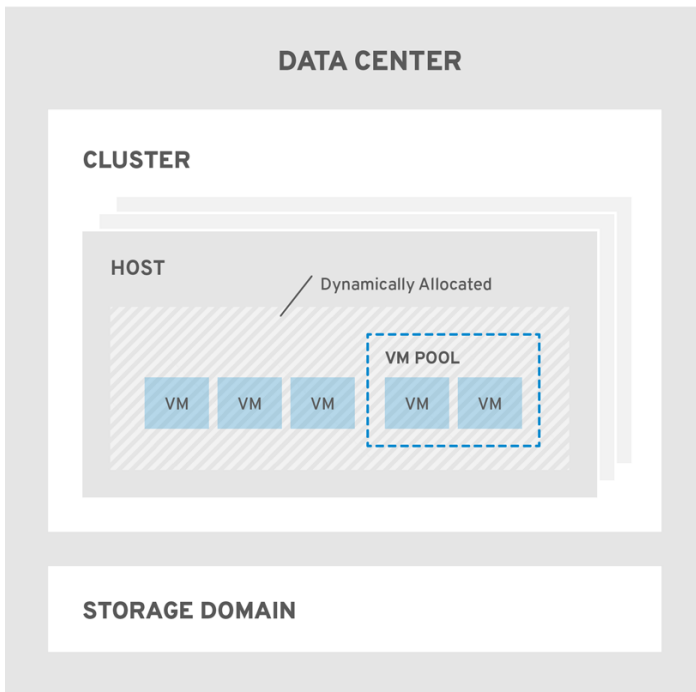 DATA CENTER
CLUSTER
HOST
Dynamically Allocated
VM POOL
VM VM VM VM VM
STORAGE DOMAIN